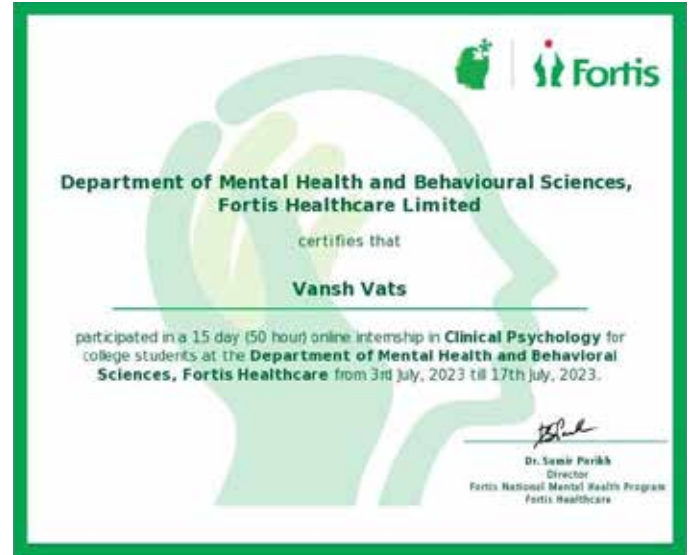 Fortis
Department of Mental Health and Behavioural Sciences,
Fortis Healthcare Limited
certifies that
Vansh Vats
participated in a 15 day (50 hour) online internship in Clinical Psychology for
college students at the Department of Mental Health and Behavioral
Sciences, Fortis Healthcare from 3rd July, 2023 till 17th July, 2023.
Dr. Samir Parikh
Director
Fortis National Mental Health Program
Fortis Healthcare